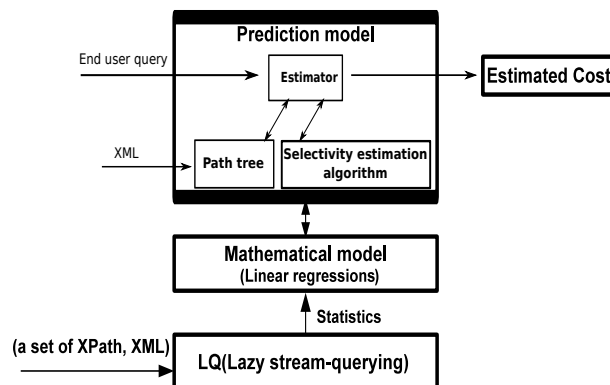 Prediction model
End user query
Estimator
Estimated Cost
XML
Path tree
Selectivity estimation
algorithm
Mathematical model
(Linear regressions)
Statistics
(a set of XPath, XML)
LQ(Lazy stream-querying)